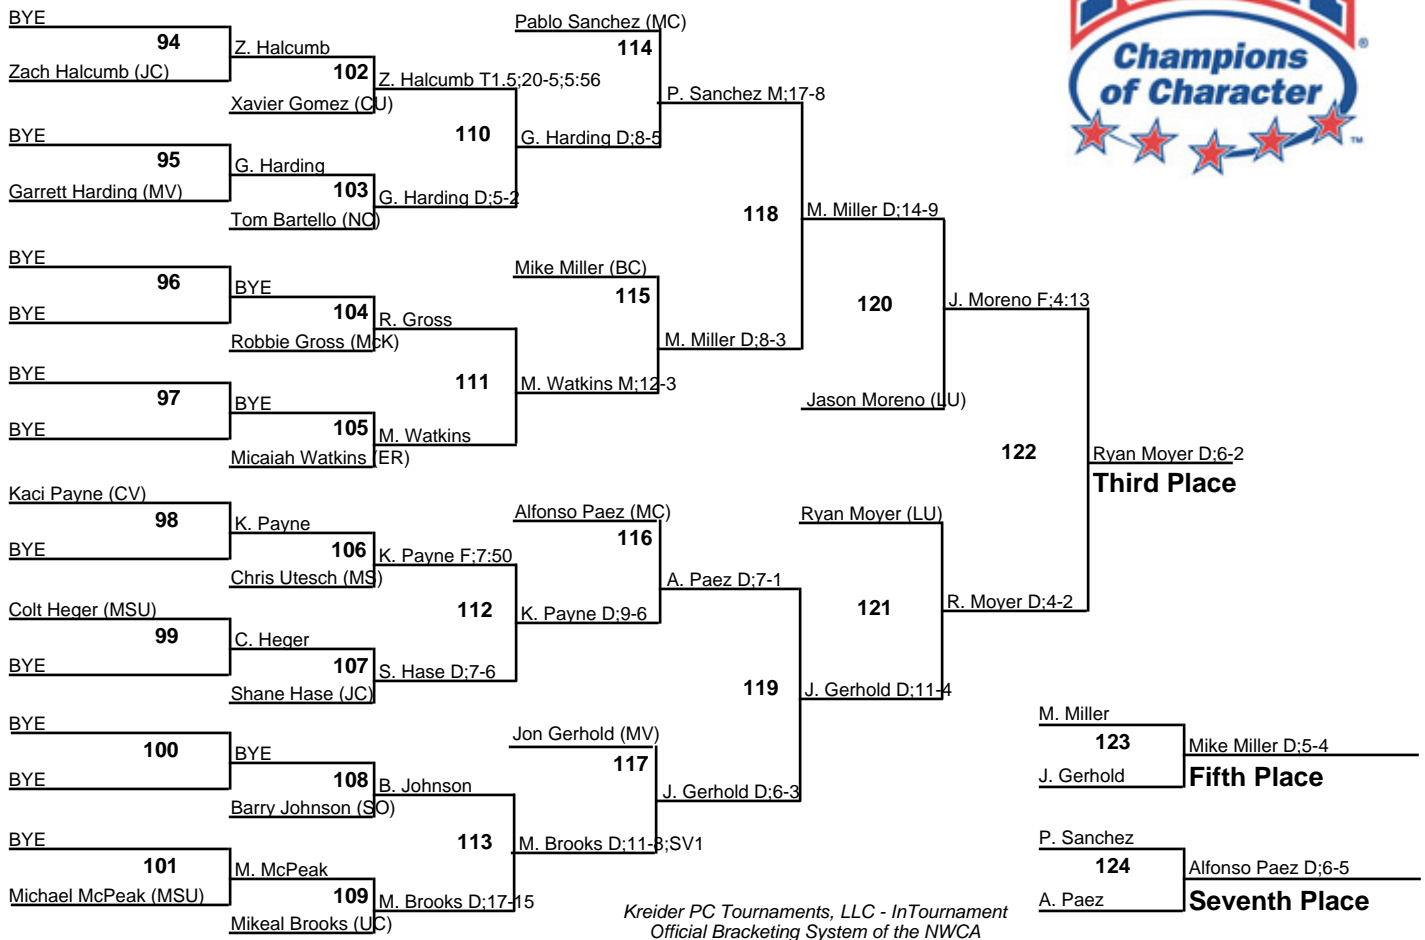 BYE
94
Zach Halcumb (JC)
Z. Halcumb
102
Xavier Gomez (CU)
Z. Halcumb T1.5;20-5;5:56
BYE
95
Garrett Harding (MV)
G. Harding
103
Tom Bartello (NC)
G. Harding D;5-2
110
G. Harding D;8-5
Pablo Sanchez (MC)
114
P. Sanchez M;17-8
BYE
96
BYE
BYE
104
Robbie Gross (McK)
R. Gross
BYE
97
BYE
BYE
105
Micaiah Watkins (ER)
M. Watkins
111
M. Watkins M;12-3
Mike Miller (BC)
115
M. Miller D;8-3
118
M. Miller D;14-9
120
Jason Moreno (LU)
J. Moreno F;4:13
Kaci Payne (CV)
98
BYE
K. Payne
106
Chris Utesch (MS)
K. Payne F;7:50
Colt Heger (MSU)
99
BYE
C. Heger
107
Shane Hase (JC)
S. Hase D;7-6
112
K. Payne D;9-6
Alfonso Paez (MC)
116
A. Paez D;7-1
BYE
100
BYE
BYE
108
Barry Johnson (SO)
B. Johnson
BYE
101
Michael McPeak (MSU)
M. McPeak
109
Mikeal Brooks (UC)
M. Brooks D;17-15
113
M. Brooks D;11-8;SV1
Jon Gerhold (MV)
117
J. Gerhold D;6-3
119
J. Gerhold D;11-4
Ryan Moyer (LU)
121
R. Moyer D;4-2
122
Ryan Moyer D;6-2
Third Place
M. Miller
123
J. Gerhold
Mike Miller D;5-4
Fifth Place
P. Sanchez
124
A. Paez
Alfonso Paez D;6-5
Seventh Place
Champions
of Character
®
TM
Kreider PC Tournaments, LLC - InTournament
Official Bracketing System of the NWCA